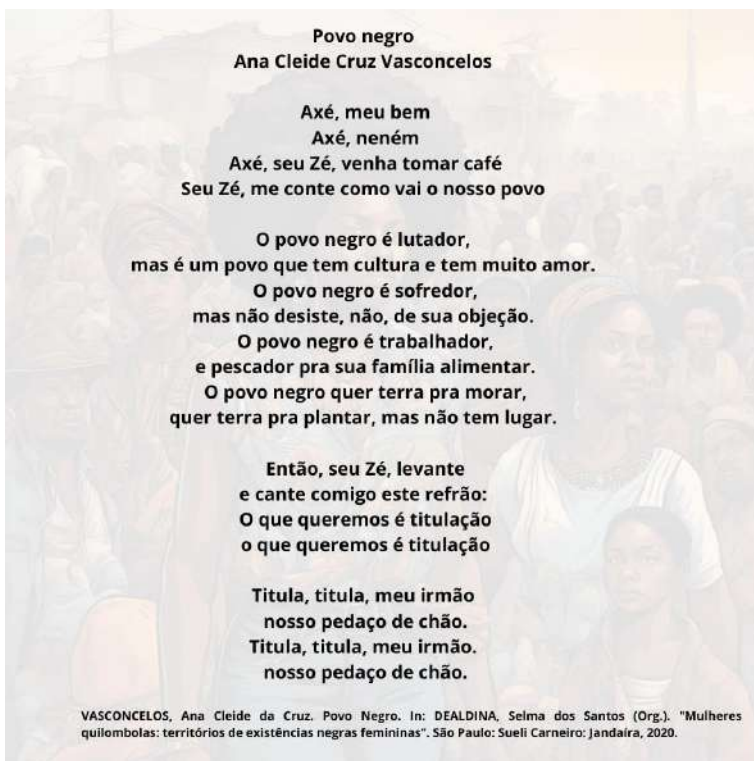 Povo negro
Ana Cleide Cruz Vasconcelos
Axé, meu bem
Axé, neném
Axé, seu Zé, venha tomar café
Seu Zé, me conte como vai o nosso povo
O povo negro é lutador,
mas é um povo que tem cultura e tem muito amor.
O povo negro é sofredor,
mas não desiste, não, de sua objeção.
O povo negro é trabalhador,
e pescador pra sua família alimentar.
O povo negro quer terra pra morar,
quer terra pra plantar, mas não tem lugar.
Então, seu Zé, levante
e cante comigo este refrão:
O que queremos é titulação
o que queremos é titulação
Titula, titula, meu irmão
nosso pedaço de chão.
Titula, titula, meu irmão.
nosso pedaço de chão.
VASCONCELOS, Ana Cleide da Cruz. Povo Negro. In: DEALDINA, Selma dos Santos (Org.). "Mulheres
quilombolas: territórios de existências negras femininas". São Paulo: Sueli Carneiro: Jandaíra, 2020.